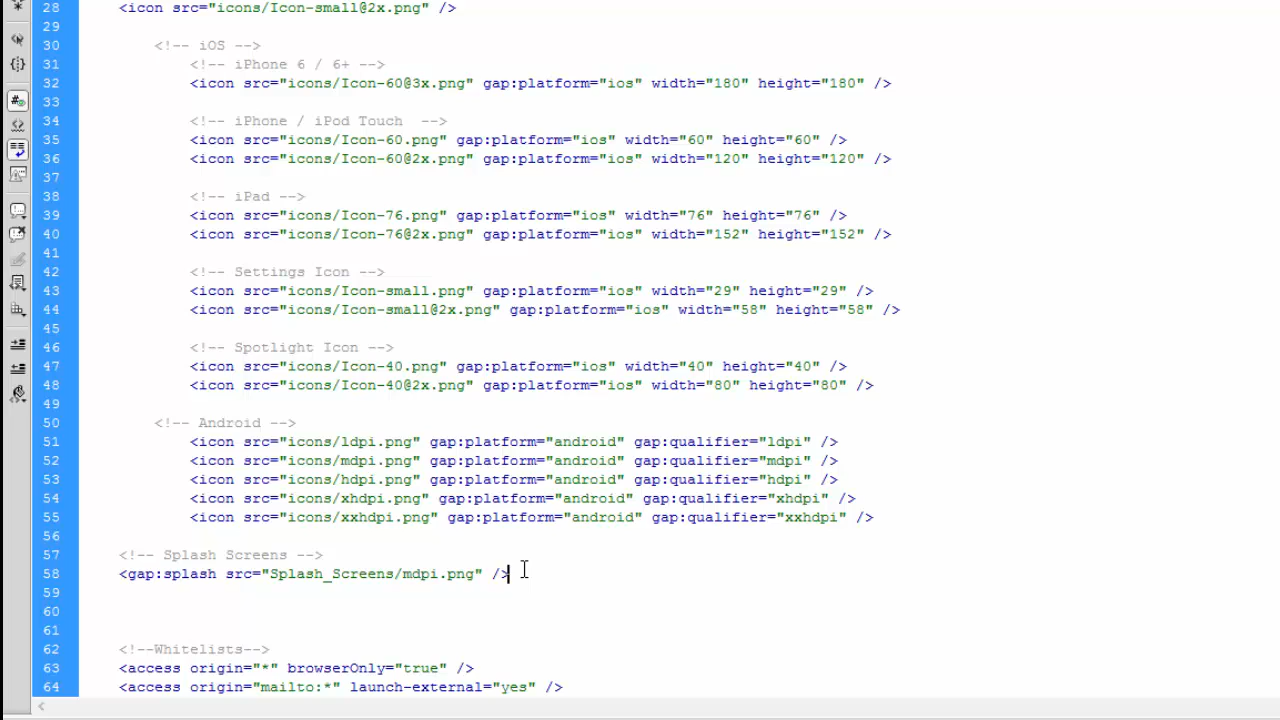 28 <icon src="icons/Icon-small@2x.png" />
29
30 <!-- iOS -->
31 <!-- iPhone 6 / 6+ -->
32 <icon src="icons/Icon-60@3x.png" gap:platform="ios" width="180" height="180" />
33
34 <!-- iPhone / iPod Touch  -->
35 <icon src="icons/Icon-60.png" gap:platform="ios" width="60" height="60" />
36 <icon src="icons/Icon-60@2x.png" gap:platform="ios" width="120" height="120" />
37
38 <!-- iPad -->
39 <icon src="icons/Icon-76.png" gap:platform="ios" width="76" height="76" />
40 <icon src="icons/Icon-76@2x.png" gap:platform="ios" width="152" height="152" />
41
42 <!-- Settings Icon -->
43 <icon src="icons/Icon-small.png" gap:platform="ios" width="29" height="29" />
44 <icon src="icons/Icon-small@2x.png" gap:platform="ios" width="58" height="58" />
45
46 <!-- Spotlight Icon -->
47 <icon src="icons/Icon-40.png" gap:platform="ios" width="40" height="40" />
48 <icon src="icons/Icon-40@2x.png" gap:platform="ios" width="80" height="80" />
49
50 <!-- Android -->
51 <icon src="icons/ldpi.png" gap:platform="android" gap:qualifier="ldpi" />
52 <icon src="icons/mdpi.png" gap:platform="android" gap:qualifier="mdpi" />
53 <icon src="icons/hdpi.png" gap:platform="android" gap:qualifier="hdpi" />
54 <icon src="icons/xhdpi.png" gap:platform="android" gap:qualifier="xhdpi" />
55 <icon src="icons/xxhdpi.png" gap:platform="android" gap:qualifier="xxhdpi" />
56
57 <!-- Splash Screens -->
58 <gap:splash src="Splash_Screens/mdpi.png" />
59
60
61
62 <!--Whitelists-->
63 <access origin="*" browserOnly="true" />
64 <access origin="mailto:*" launch-external="yes" />